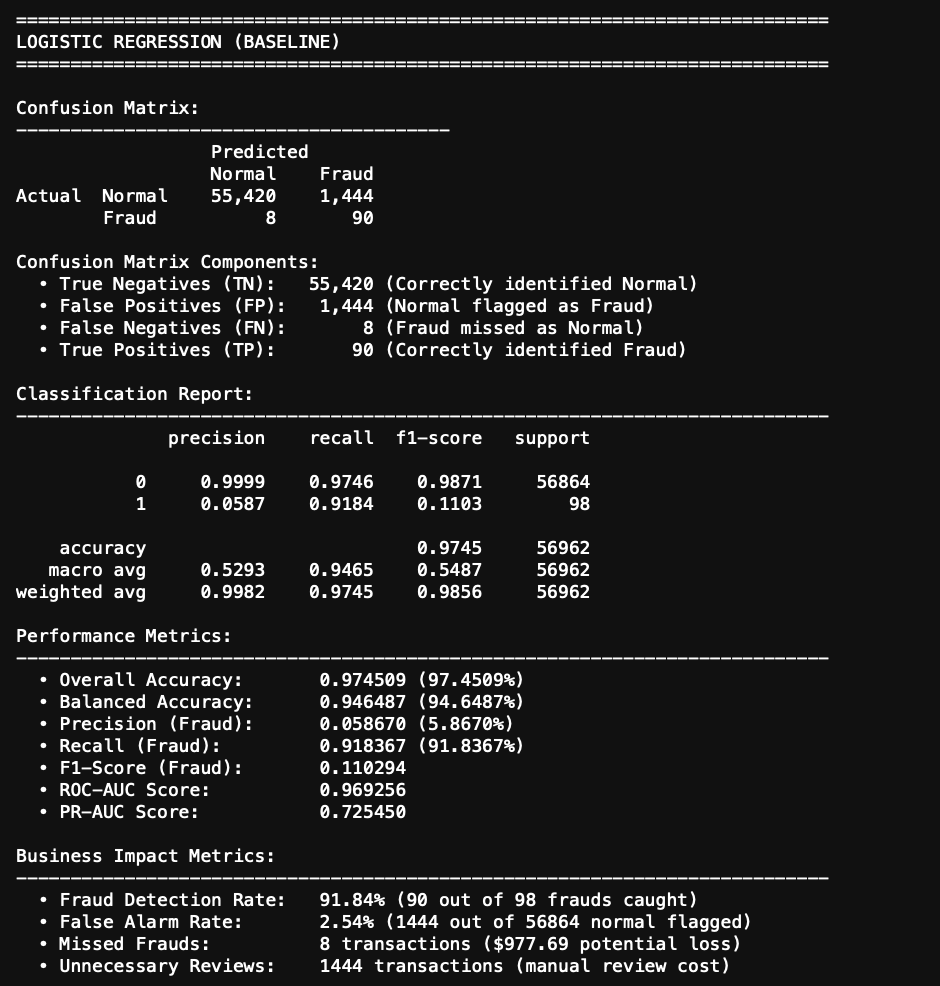 ===========================================================================
LOGISTIC REGRESSION (BASELINE)
===========================================================================

Confusion Matrix:
----------------------------------------
                  Predicted
                  Normal    Fraud
Actual  Normal    55,420    1,444
        Fraud          8       90

Confusion Matrix Components:
  • True Negatives (TN):   55,420 (Correctly identified Normal)
  • False Positives (FP):   1,444 (Normal flagged as Fraud)
  • False Negatives (FN):       8 (Fraud missed as Normal)
  • True Positives (TP):       90 (Correctly identified Fraud)

Classification Report:
---------------------------------------------------------------------------
              precision    recall  f1-score   support

           0     0.9999    0.9746    0.9871     56864
           1     0.0587    0.9184    0.1103        98

    accuracy                         0.9745     56962
   macro avg     0.5293    0.9465    0.5487     56962
weighted avg     0.9982    0.9745    0.9856     56962

Performance Metrics:
---------------------------------------------------------------------------
  • Overall Accuracy:       0.974509 (97.4509%)
  • Balanced Accuracy:      0.946487 (94.6487%)
  • Precision (Fraud):      0.058670 (5.8670%)
  • Recall (Fraud):         0.918367 (91.8367%)
  • F1-Score (Fraud):       0.110294
  • ROC-AUC Score:          0.969256
  • PR-AUC Score:           0.725450

Business Impact Metrics:
---------------------------------------------------------------------------
  • Fraud Detection Rate:   91.84% (90 out of 98 frauds caught)
  • False Alarm Rate:       2.54% (1444 out of 56864 normal flagged)
  • Missed Frauds:          8 transactions ($977.69 potential loss)
  • Unnecessary Reviews:    1444 transactions (manual review cost)